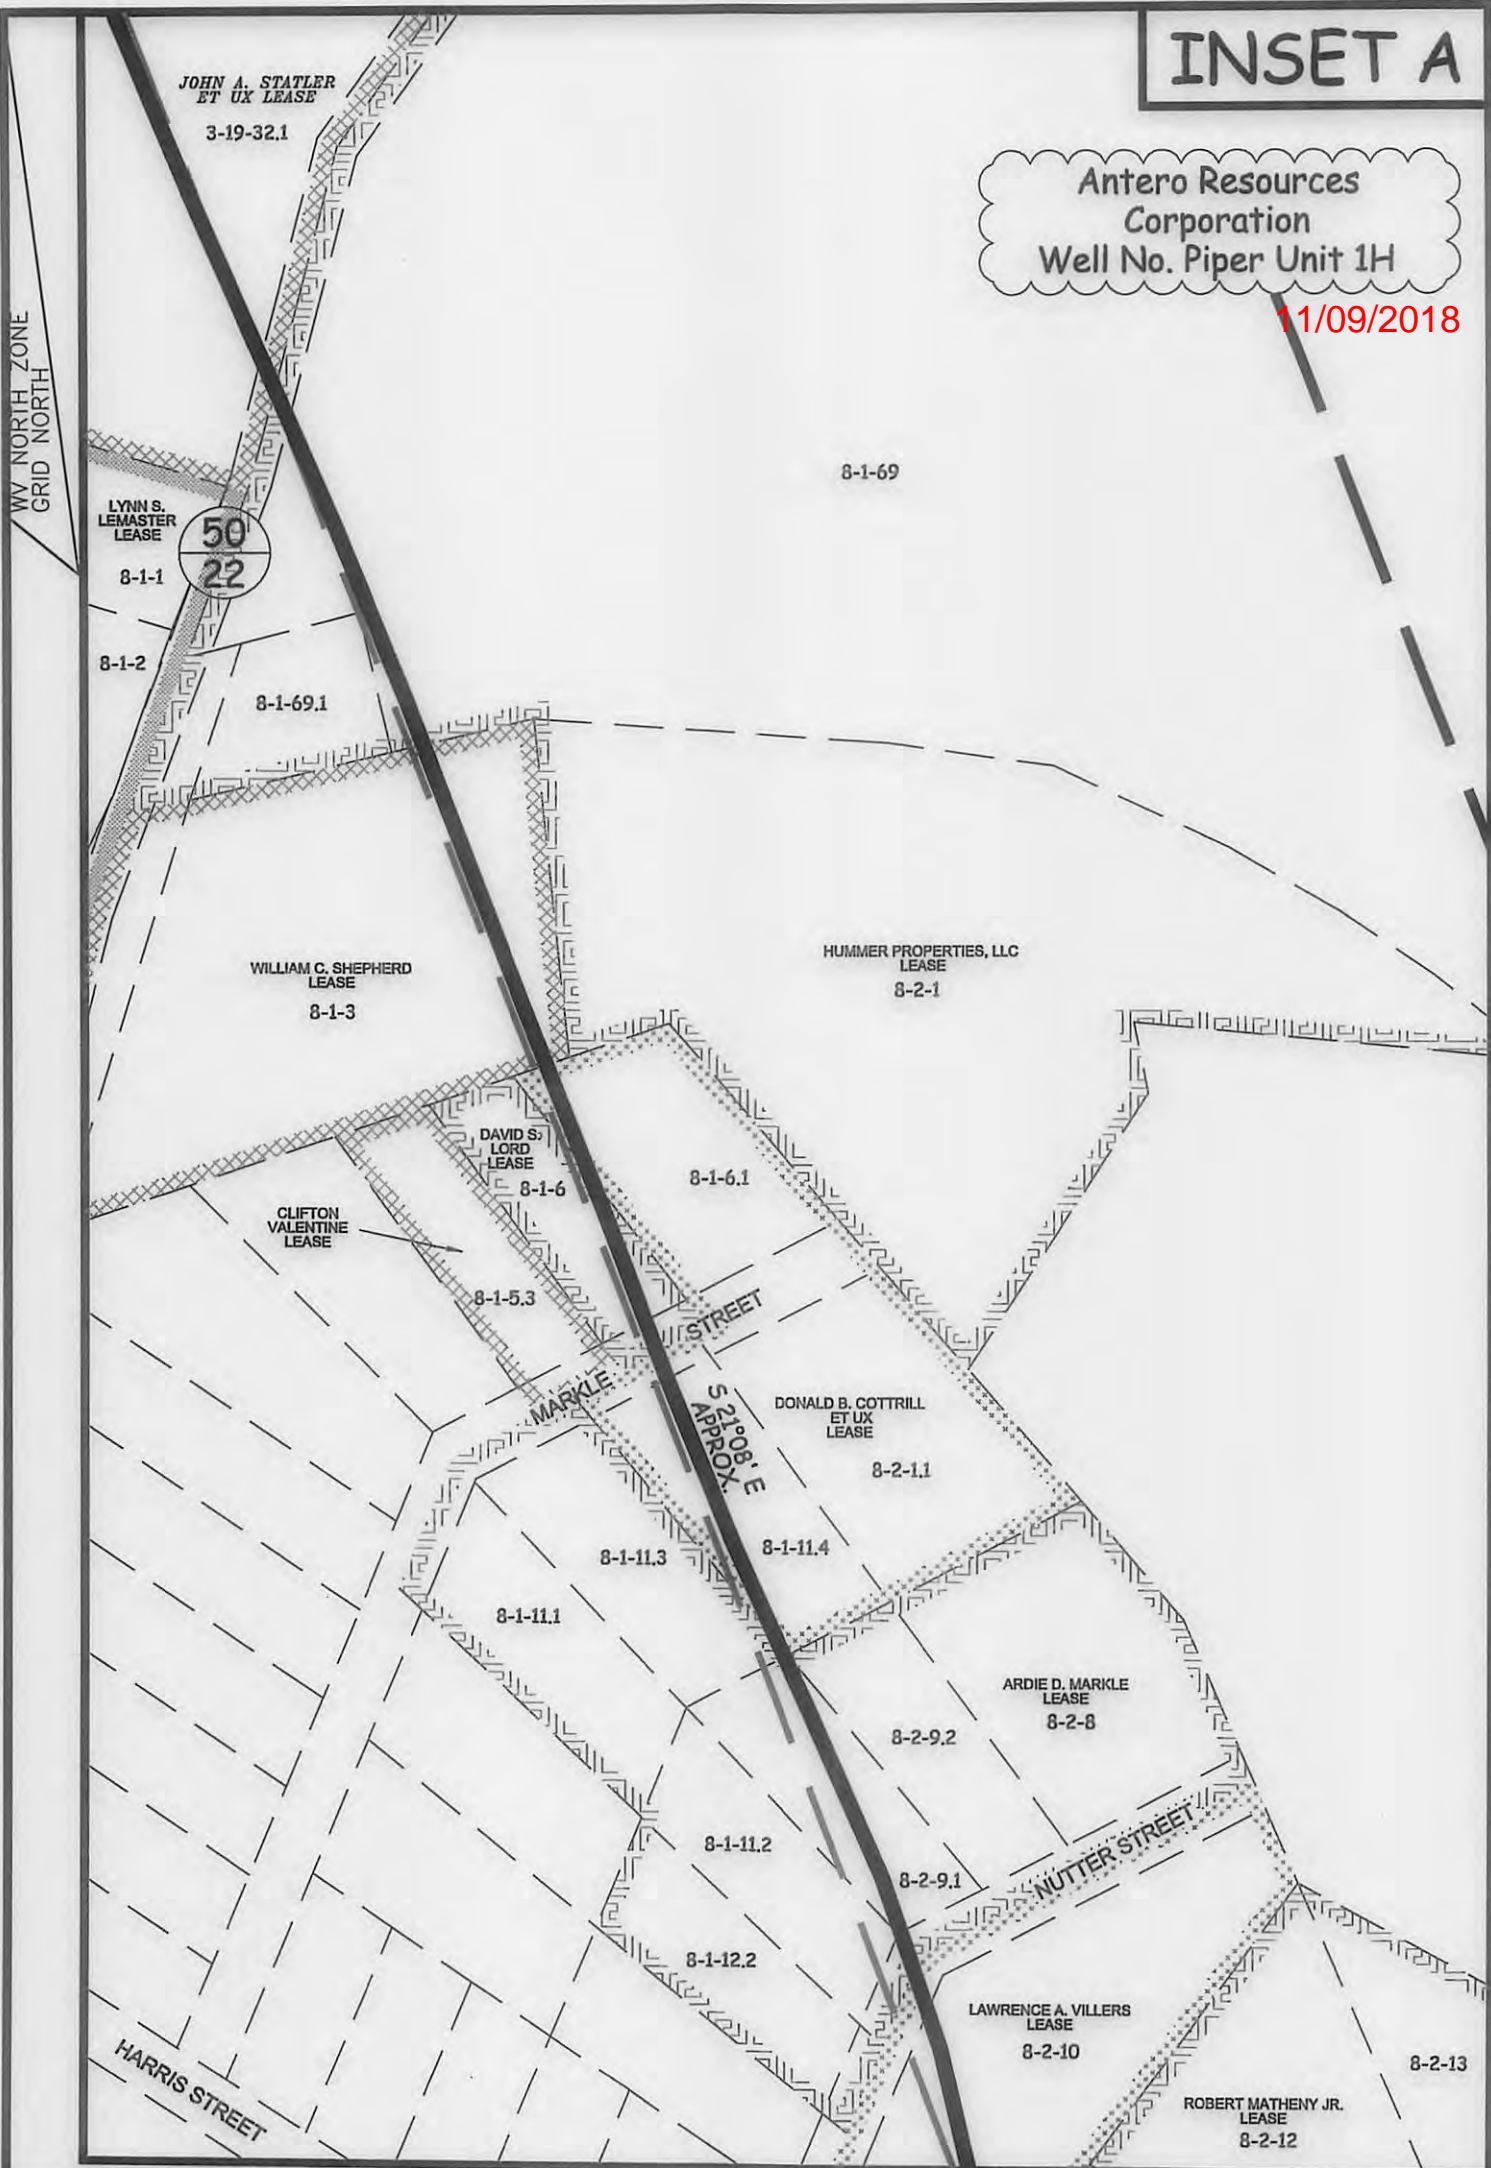 INSET A
JOHN A. STATLER
ET UX LEASE
3-19-32.1
Antero Resources
Corporation
Well No. Piper Unit 1H
11/09/2018
WV NORTH ZONE
GRID NORTH
8-1-69
LYNN S.
LEMASTER
LEASE
8-1-1
50
22
8-1-2
8-1-69.1
WILLIAM C. SHEPHERD
LEASE
8-1-3
HUMMER PROPERTIES, LLC
LEASE
8-2-1
DAVID S.
LORD
LEASE
8-1-6
8-1-6.1
CLIFTON
VALENTINE
LEASE
8-1-5.3
MARKLE STREET
S 21°08' E
APPROX.
DONALD B. COTTRILL
ET UX
LEASE
8-2-1.1
8-1-11.3
8-1-11.4
8-1-11.1
ARDIE D. MARKLE
LEASE
8-2-8
8-2-9.2
8-1-11.2
8-2-9.1
NUTTER STREET
8-1-12.2
LAWRENCE A. VILLERS
LEASE
8-2-10
HARRIS STREET
8-2-13
ROBERT MATHENY JR.
LEASE
8-2-12